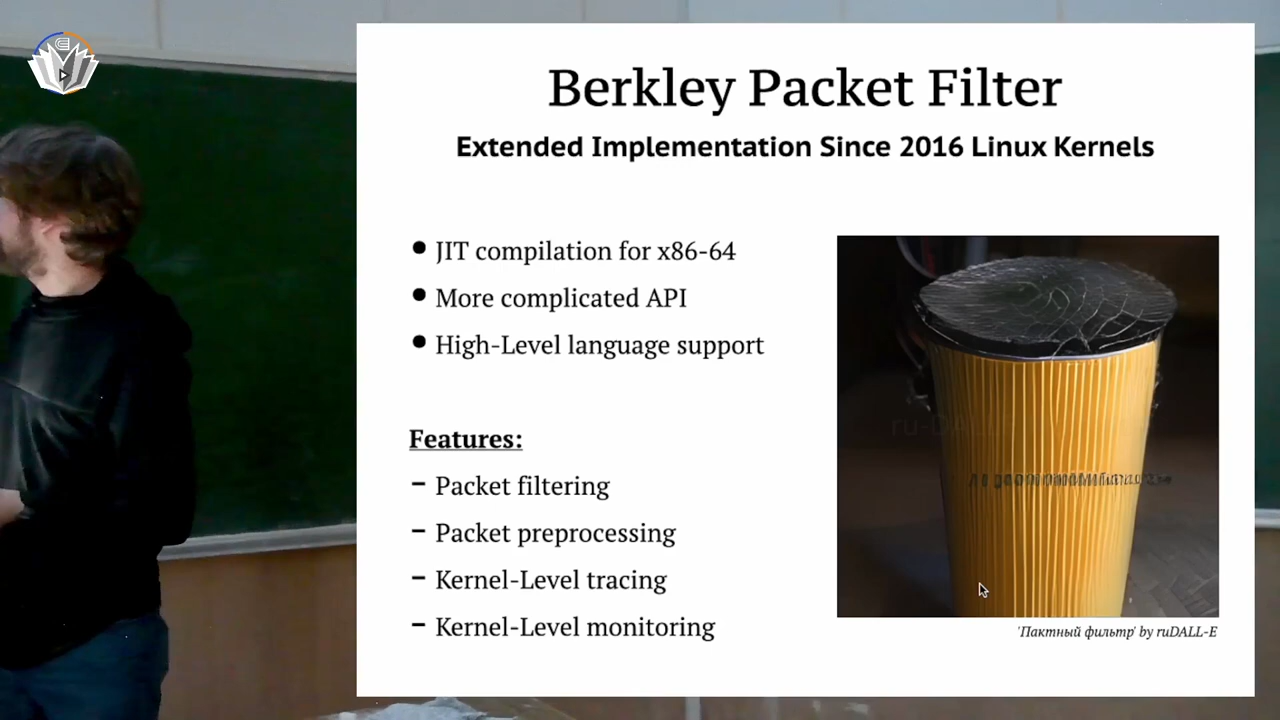 Berkley Packet Filter
Extended Implementation Since 2016 Linux Kernels
● JIT compilation for x86-64
● More complicated API
● High-Level language support
Features:
– Packet filtering
– Packet preprocessing
– Kernel-Level tracing
– Kernel-Level monitoring
'Пактный фильтр' by ruDALL-E